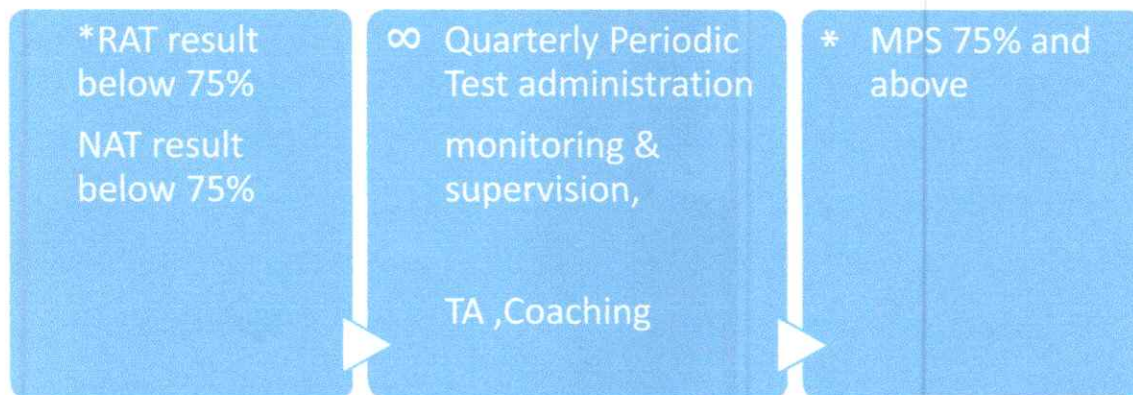 *RAT result
below 75%
NAT result
below 75%
∞ Quarterly Periodic
Test administration
monitoring &
supervision,
TA ,Coaching
* MPS 75% and
above